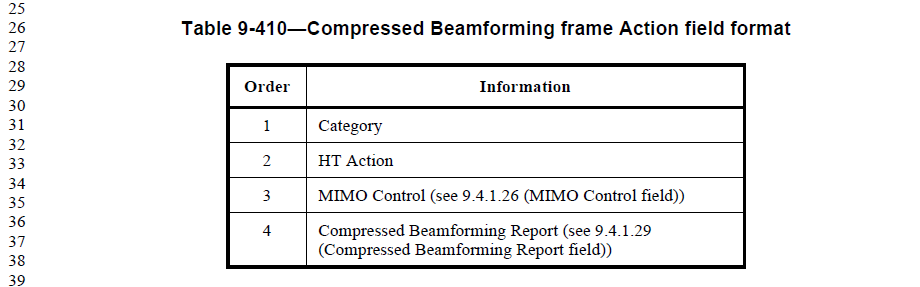 25
26
27
28
29
30
31
32
33
34
35
36
37
38
39
Table 9-410—Compressed Beamforming frame Action field format
Order Information
1 Category
2 HT Action
3 MIMO Control (see 9.4.1.26 (MIMO Control field))
4 Compressed Beamforming Report (see 9.4.1.29
(Compressed Beamforming Report field))